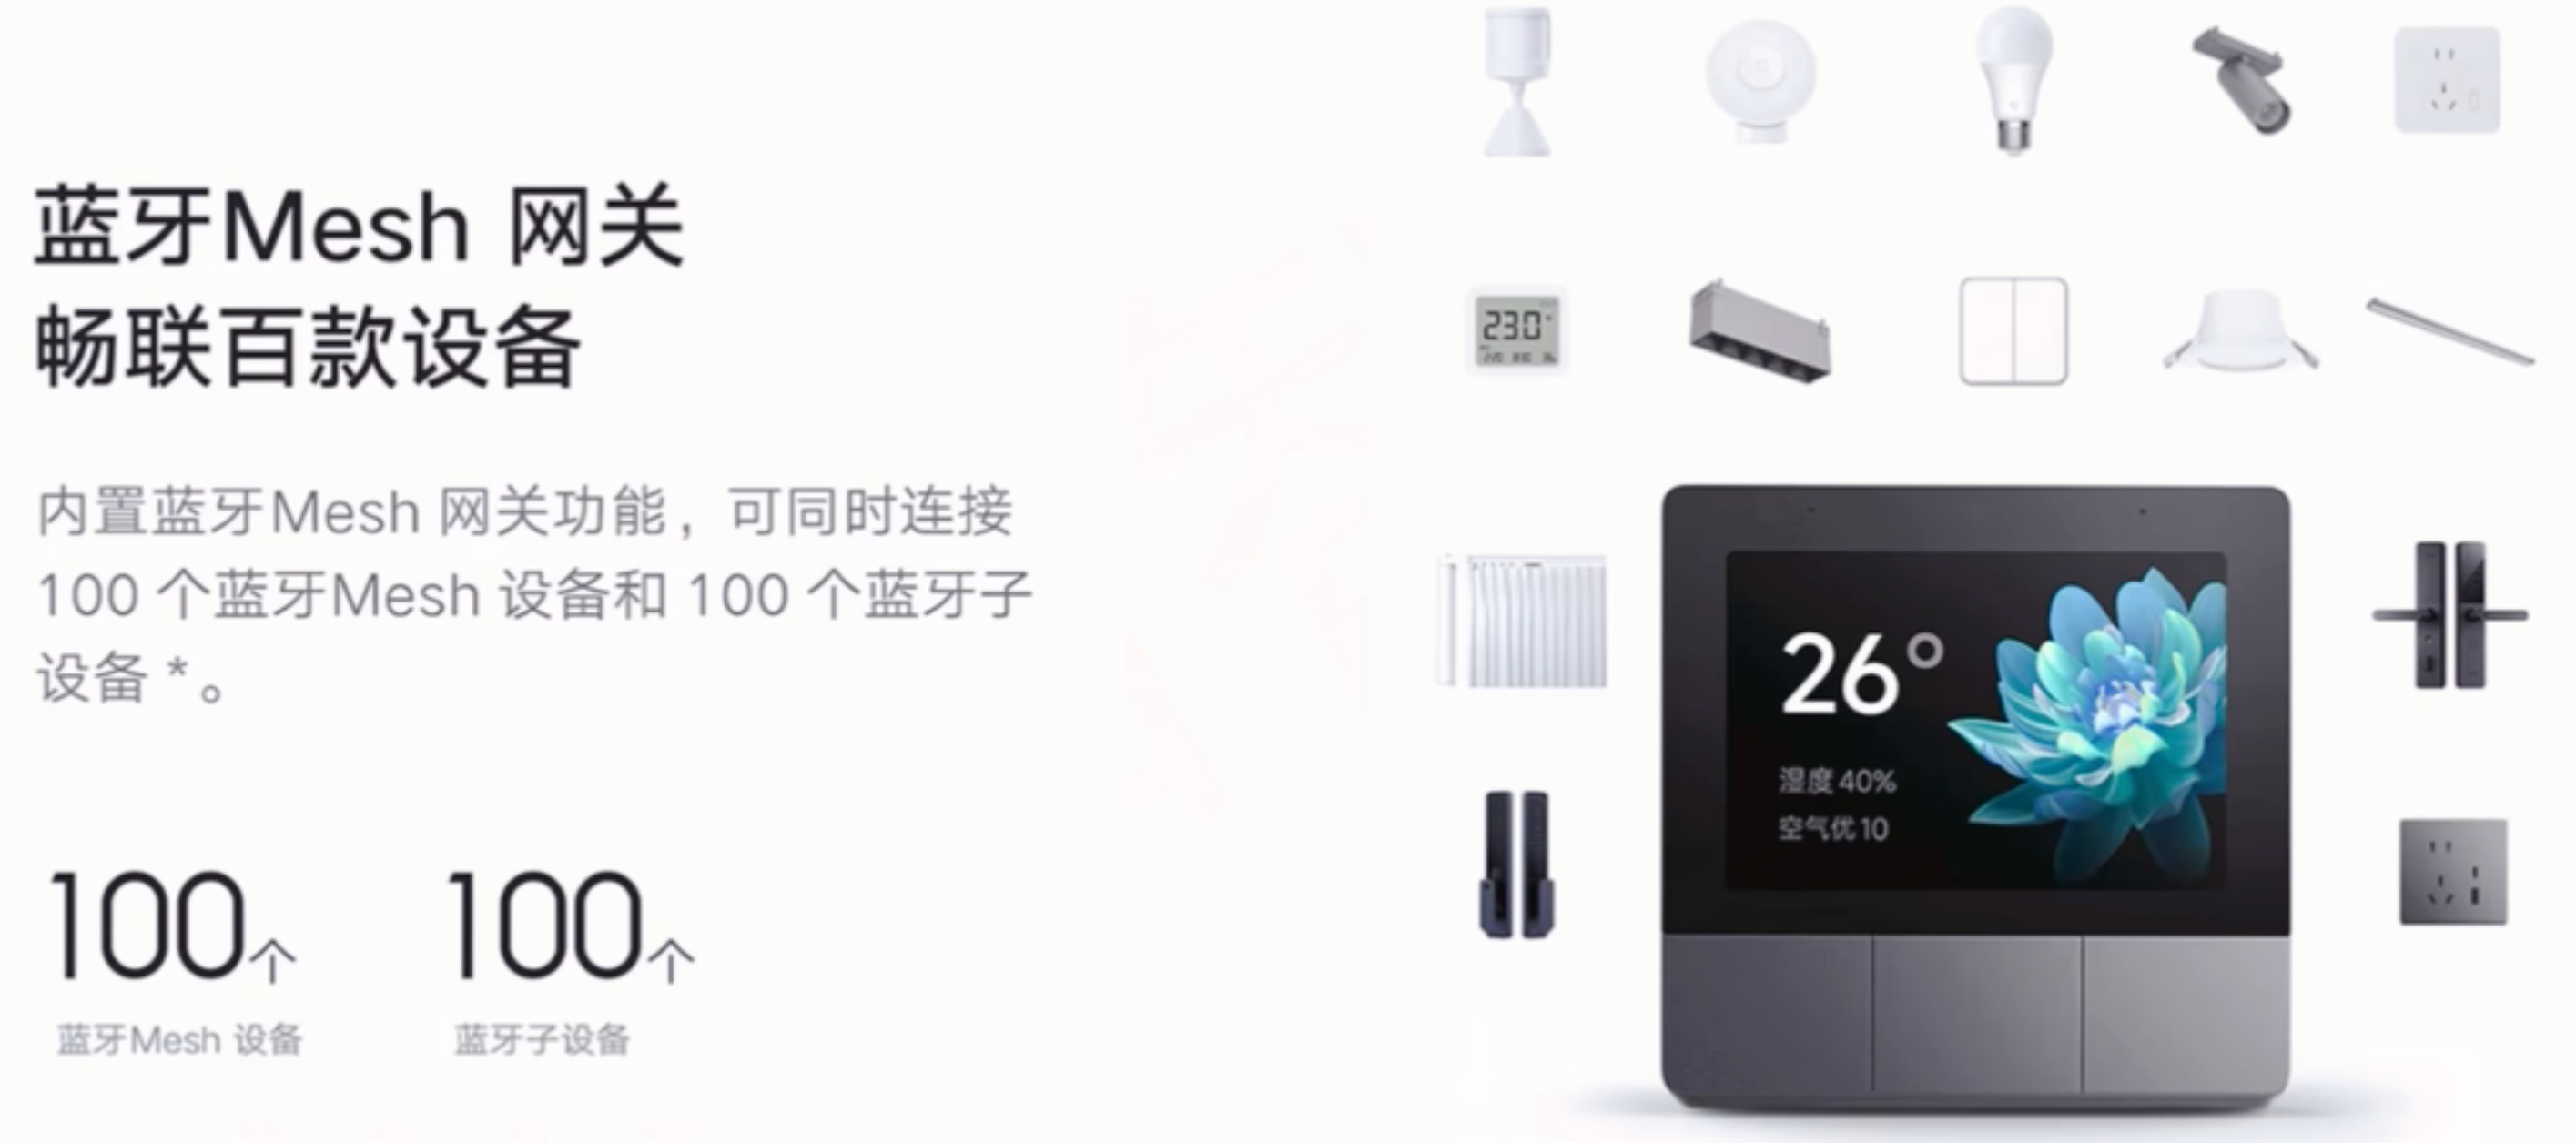 蓝牙Mesh 网关
畅联百款设备
内置蓝牙Mesh 网关功能，可同时连接
100 个蓝牙Mesh 设备和 100 个蓝牙子
设备 * 。
100个
100个
蓝牙Mesh 设备
蓝牙子设备
230
26°
湿度 40%
空气优 10